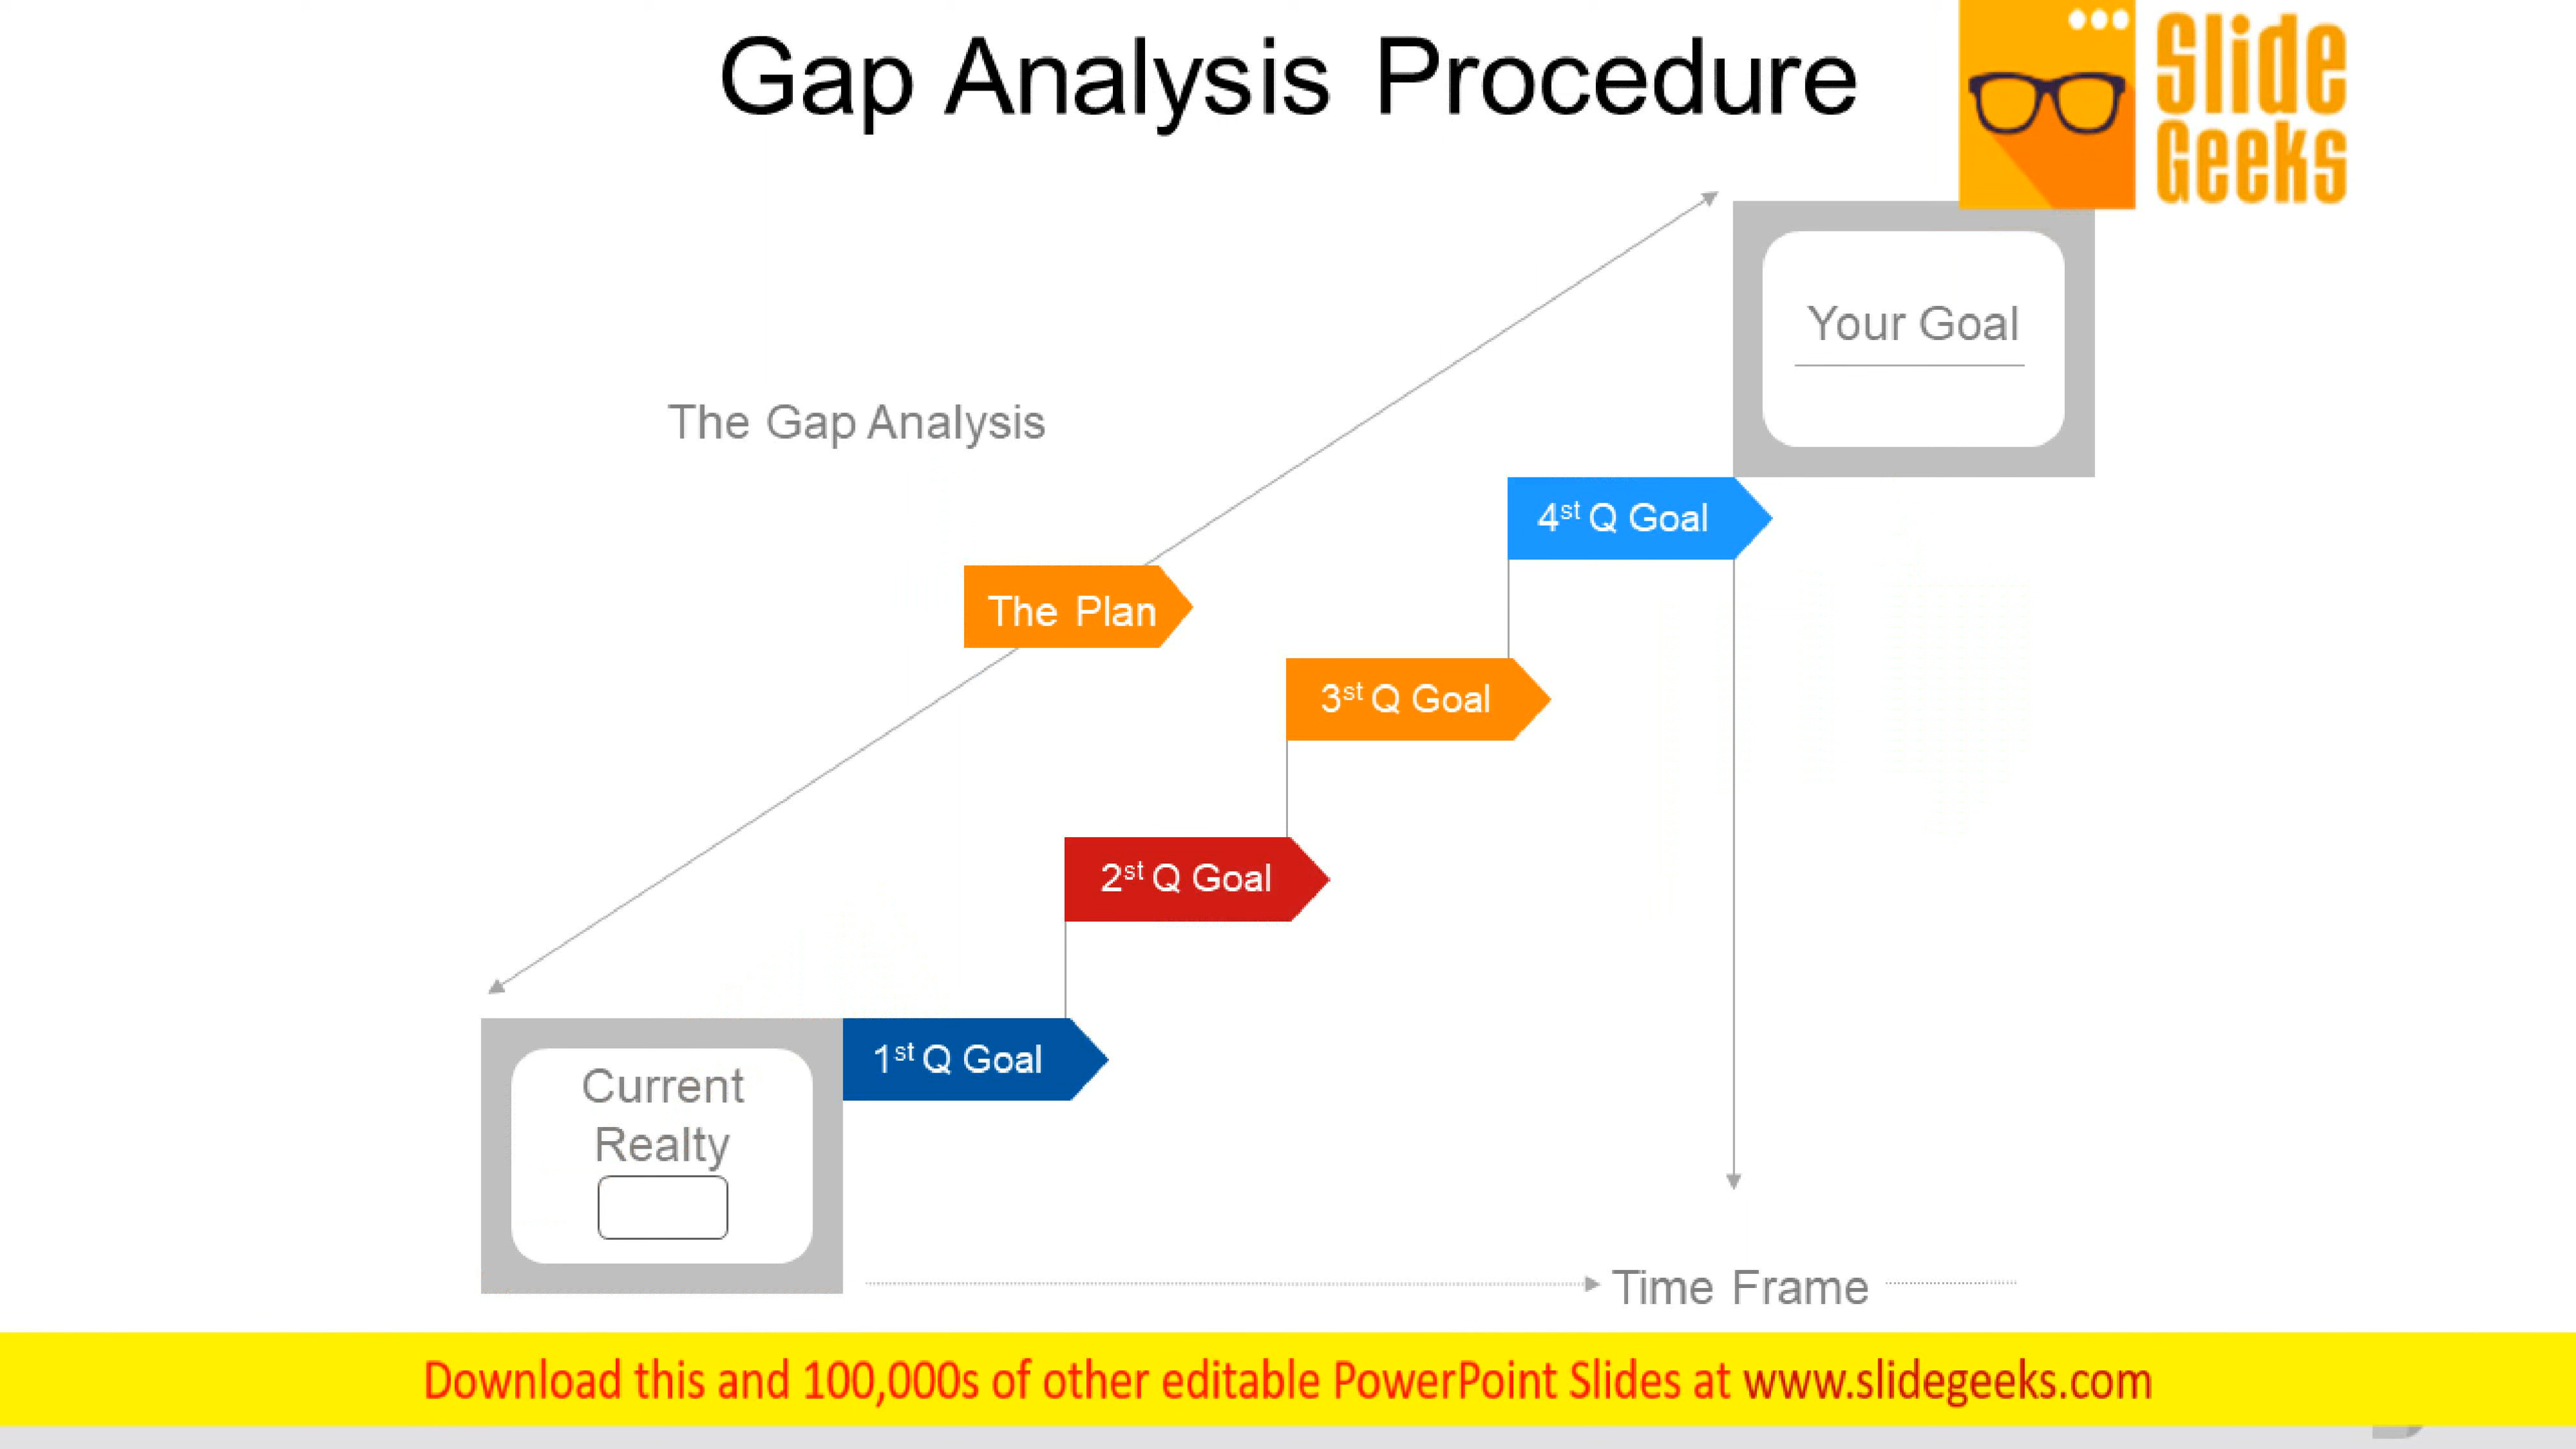 Gap Analysis Procedure
Slide
Geeks
Your Goal
The Gap Analysis
4st Q Goal
The Plan
3st Q Goal
2st Q Goal
1st Q Goal
Current
Realty
Time Frame
Download this and 100,000s of other editable PowerPoint Slides at www.slidegeeks.com